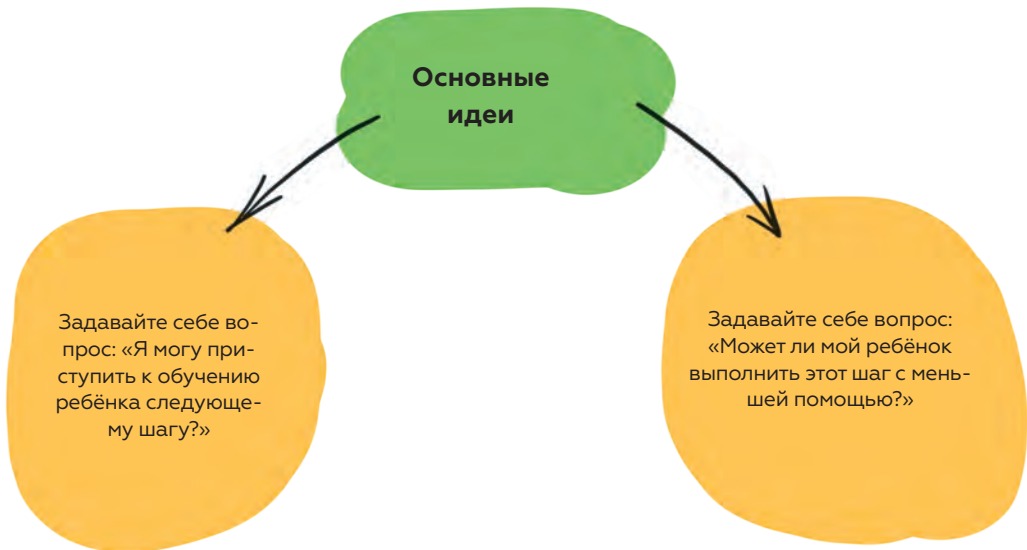 Основные
идеи
Задавайте себе во-
прос: «Я могу при-
ступить к обучению
ребёнка следующе-
му шагу?»
Задавайте себе вопрос:
«Может ли мой ребёнок
выполнить этот шаг с мень-
шей помощью?»